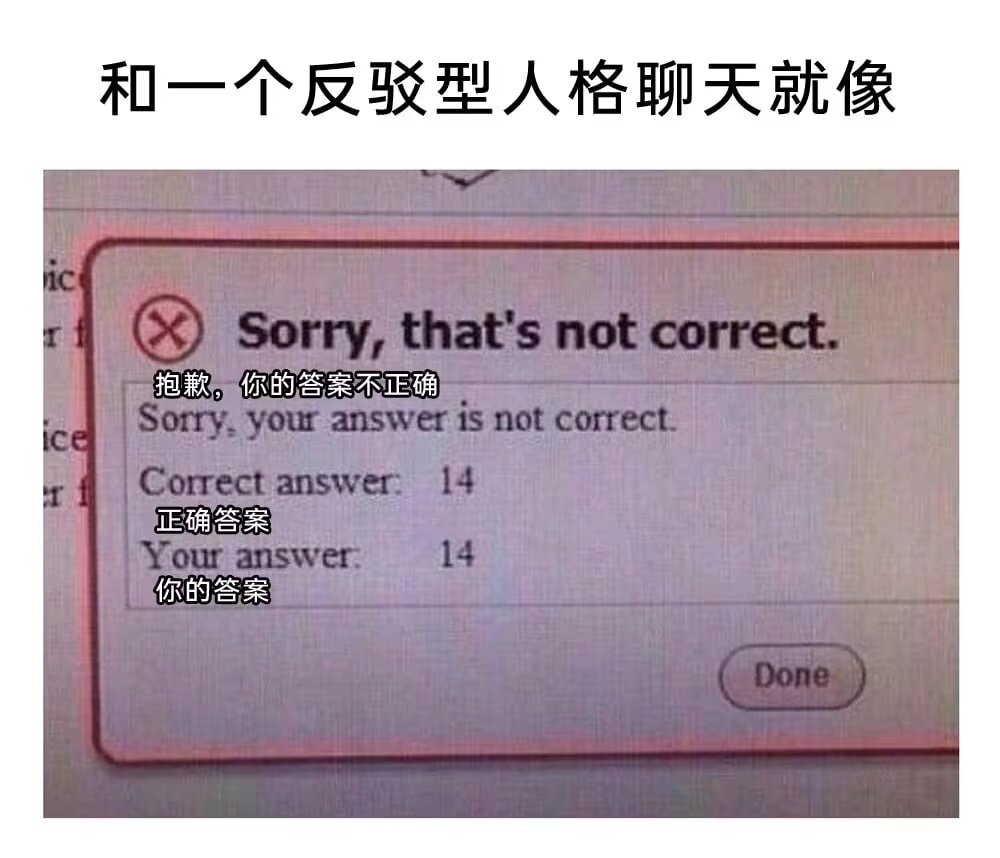 和一个反驳型人格聊天就像
Sorry, that's not correct.
抱歉，你的答案不正确
Sorry, your answer is not correct.
Correct answer: 14
正确答案
Your answer: 14
你的答案
Done